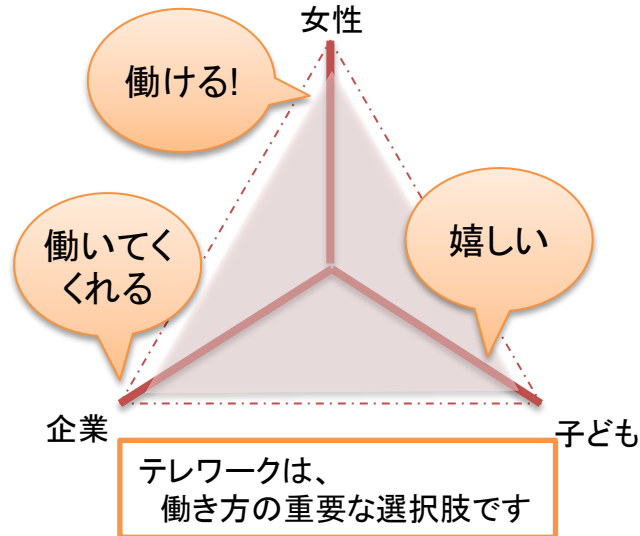 女性
働ける!
働いてく
くれる
嬉しい
企業
子ども
テレワークは、
働き方の重要な選択肢です